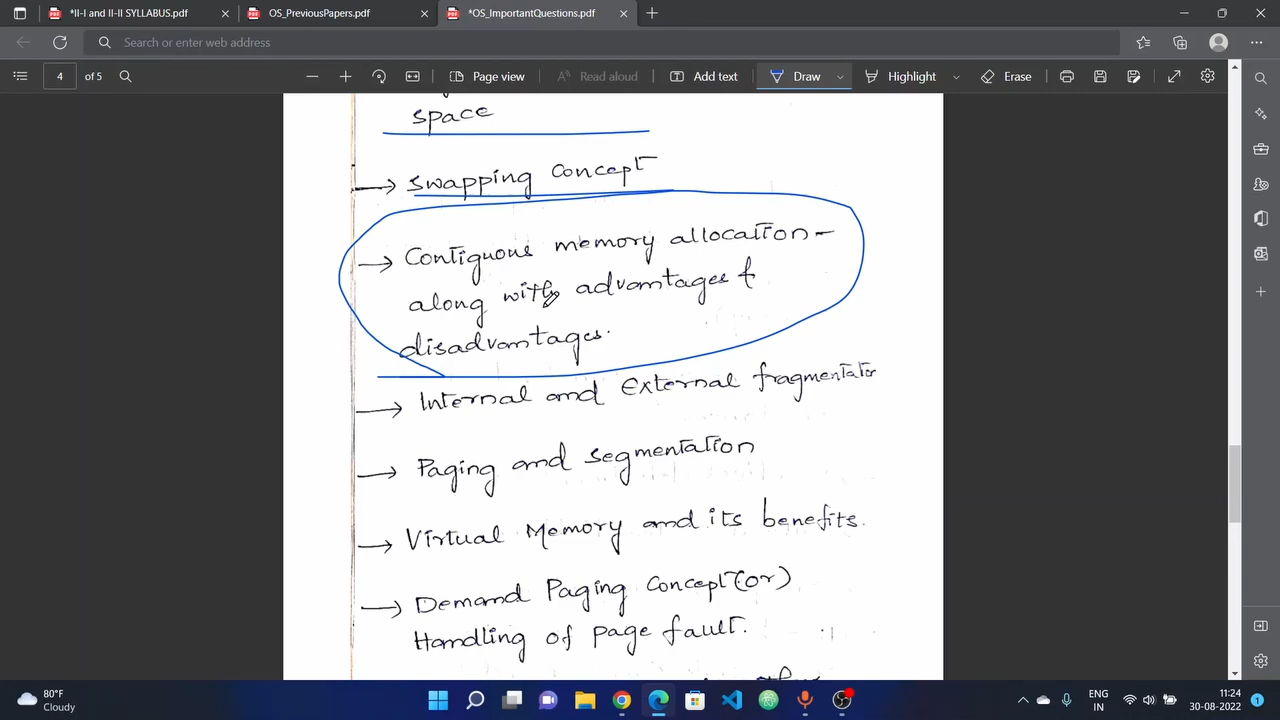 *II-I and II-II SYLLABUS.pdf
OS_PreviousPapers.pdf
*OS_ImportantQuestions.pdf
Search or enter web address
4 of 5
Page view
Read aloud
Add text
Draw
Highlight
Erase
space
→ Swapping Concept
→ Contiguous memory allocation -
along with advantages &
disadvantages.
→ Internal and External fragmentation
→ Paging and segmentation
→ Virtual Memory and its benefits.
→ Demand Paging Concept (or)
Handling of page fault.
80°F
Cloudy
ENG
IN
11:24
30-08-2022
1